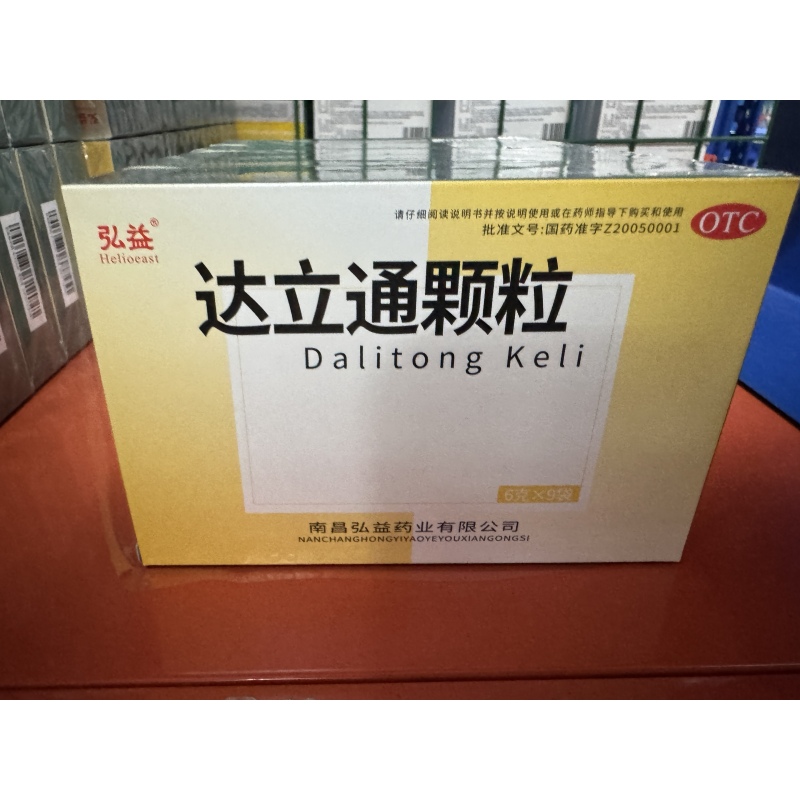 弘益®
Helioeast
请仔细阅读说明书并按说明使用或在药师指导下购买和使用
批准文号:国药准字Z20050001
OTC
达立通颗粒
Dalitong Keli
6克×9袋
南昌弘益药业有限公司
NANCHANGHONGYIYAOYEYOUXIANGONGSI